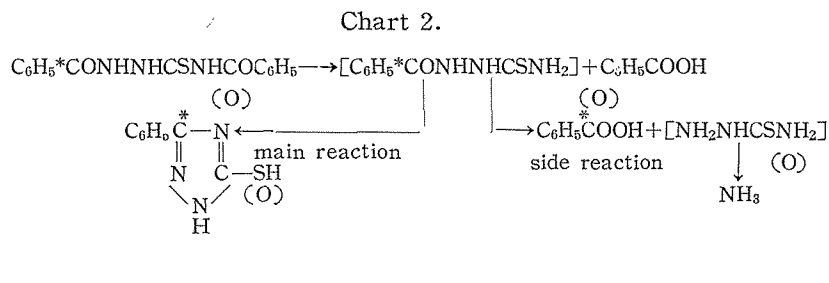 Chart 2.
C₆H₅*CONHNHCSNHCOC₆H₅→[C₆H₅*CONHNHCSNH₂]+C₆H₅COOH
(O) (O)
C₆H₅C*—N main reaction
N C—SH
(O)
N
H
→C₆H₅C*OOH+[NH₂NHCSNH₂]
side reaction (O)
NH₃